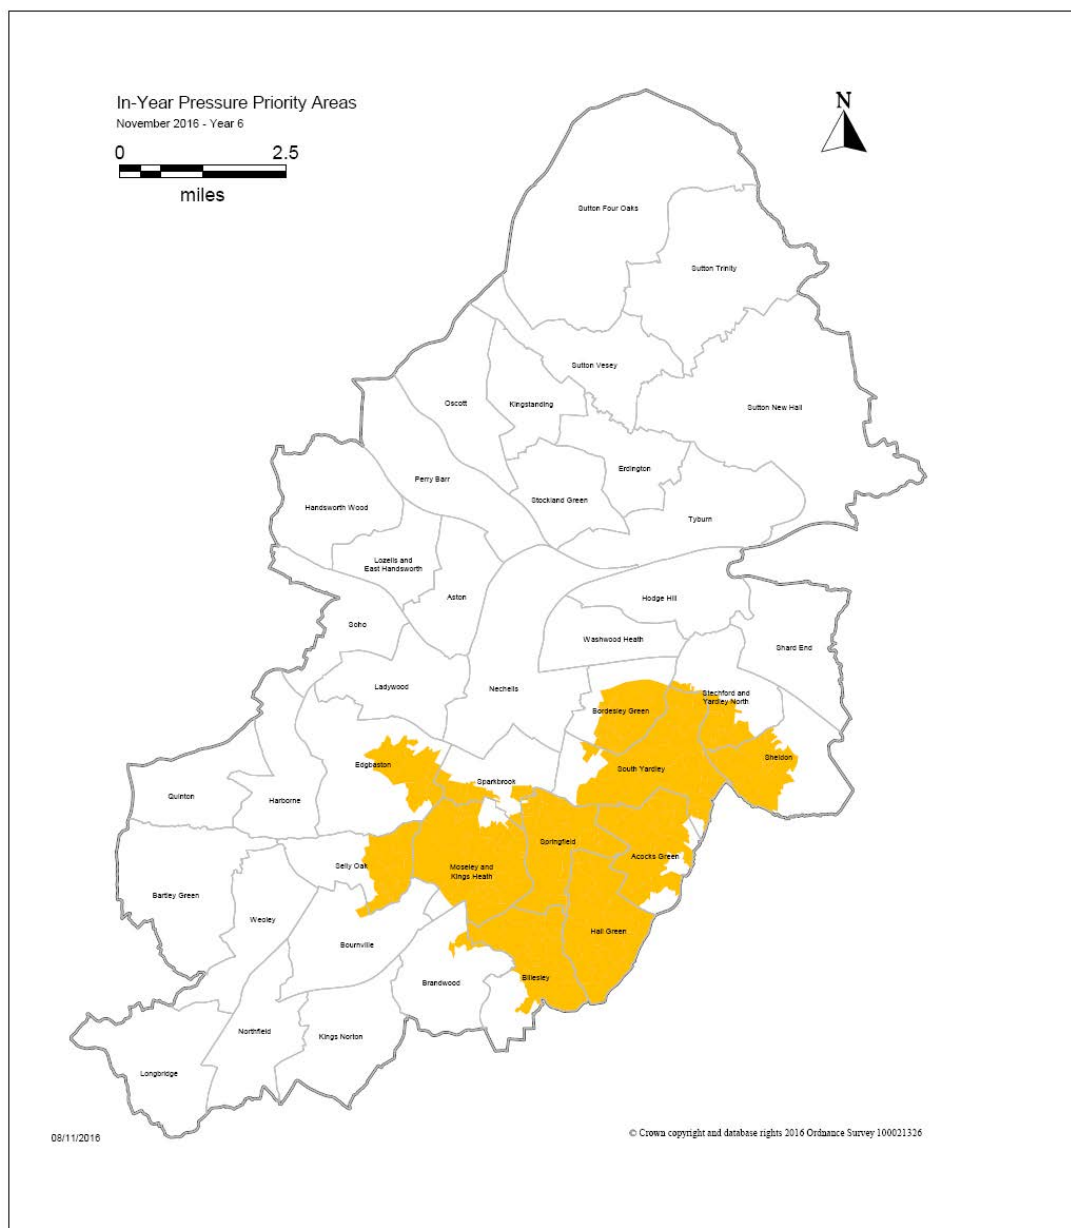 In-Year Pressure Priority Areas
November 2016 - Year 6
N
0 2.5
miles
Sutton Four Oaks
Sutton Trinity
Sutton Vesey
Oscott
Kingstanding
Sutton New Hall
Erdington
Perry Barr
Stockland Green
Handsworth Wood
Tyburn
Lozells and
East Handsworth
Aston
Hodge Hill
Soho
Washwood Heath
Shard End
Ladywood
Nechells
Stechford and
Yardley North
Bordesley Green
Edgbaston
Sheldon
South Yardley
Sparkbrook
Quinton
Harborne
Springfield
Acocks Green
Selly Oak
Moseley and
Kings Heath
Bartley Green
Weoley
Hall Green
Bournville
Billesley
Brandwood
Northfield
Kings Norton
Longbridge
08/11/2016
© Crown copyright and database rights 2016 Ordnance Survey 100021326